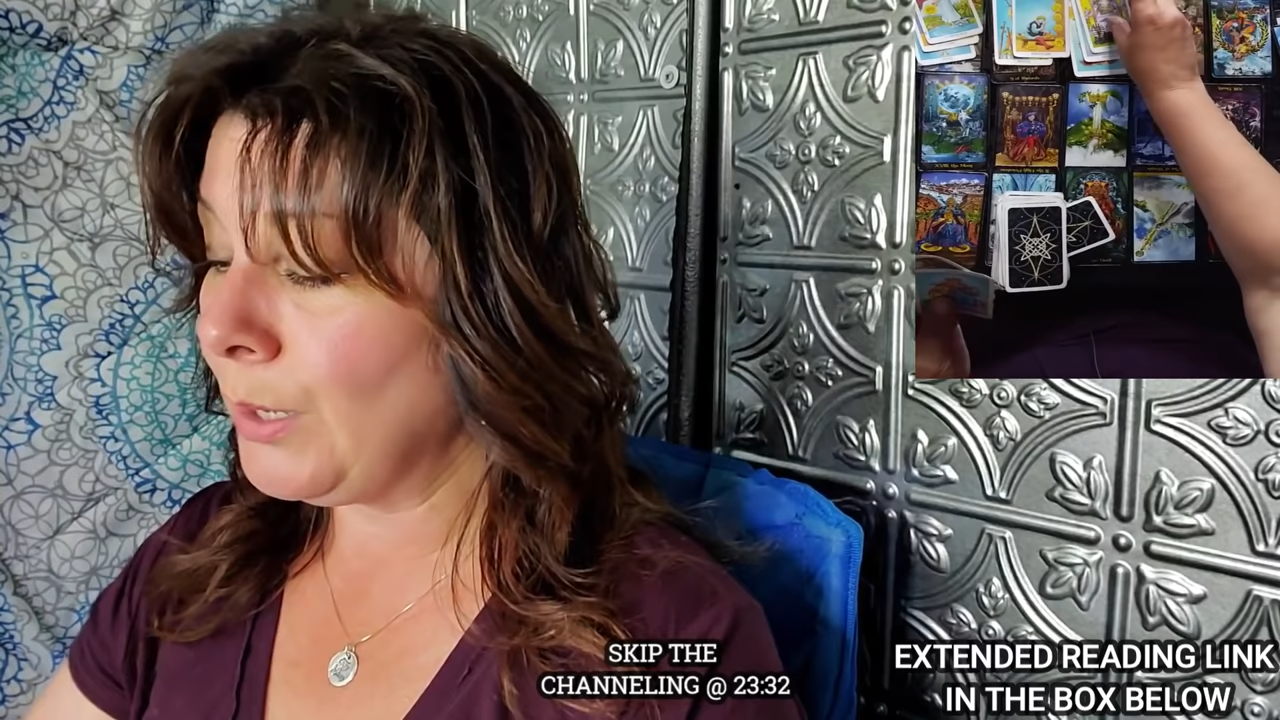 SKIP THE
CHANNELING @ 23:32
EXTENDED READING LINK
IN THE BOX BELOW